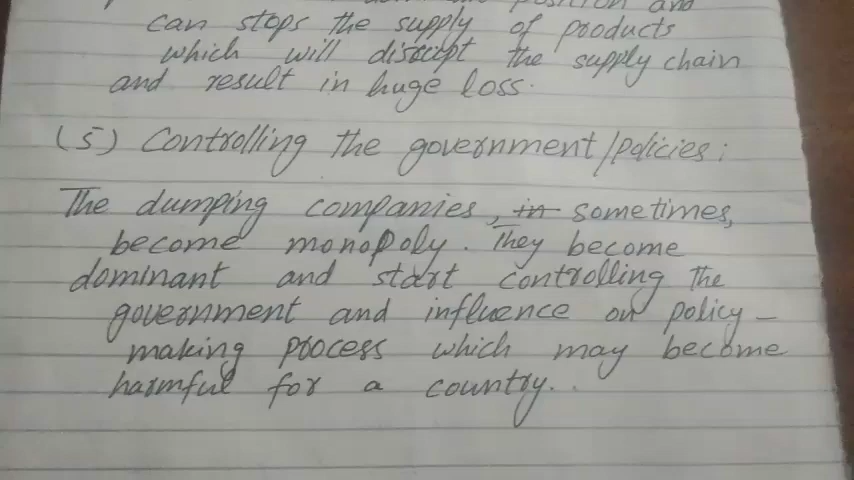 position and
can stops the supply of products
which will disrupt the supply chain
and result in huge loss.
(5) Controlling the government/policies:
The dumping companies, in sometimes,
become monopoly. They become
dominant and start controlling the
government and influence on policy-
making process which may become
harmful for a country..